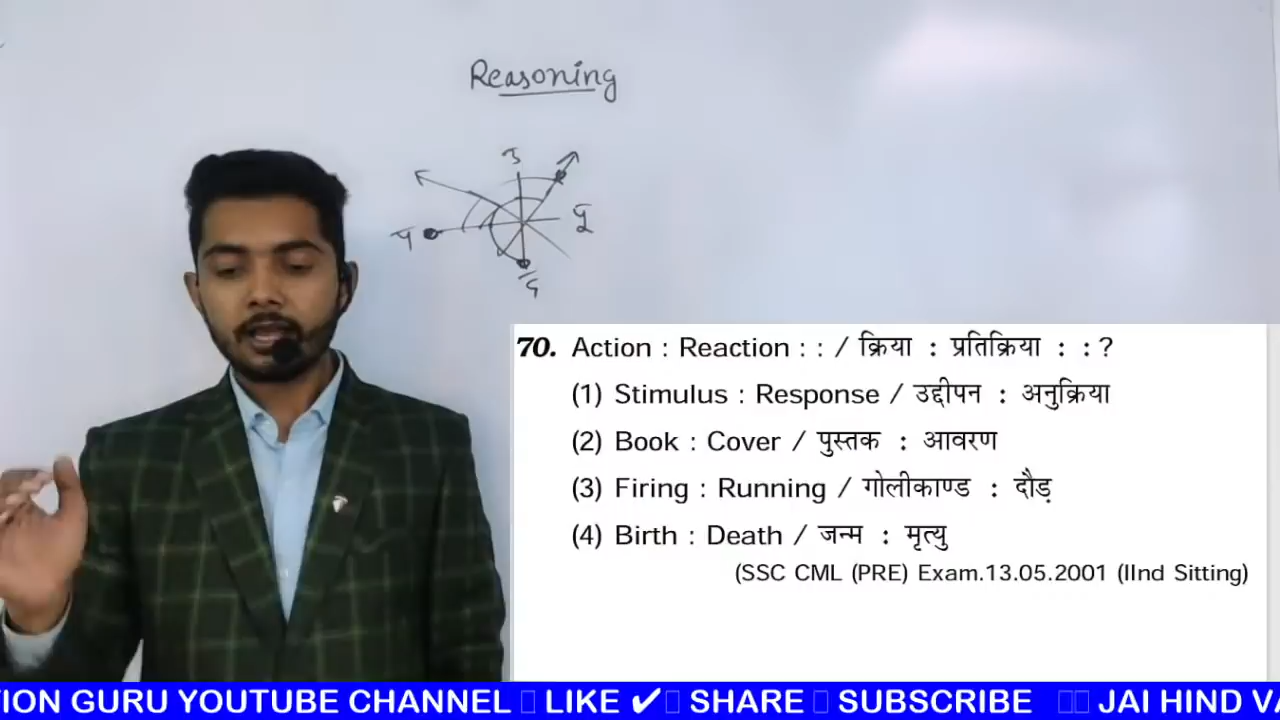 Reasoning
उ
पू
प
द
70. Action : Reaction : : / क्रिया : प्रतिक्रिया : : ?
(1) Stimulus : Response / उद्दीपन : अनुक्रिया
(2) Book : Cover / पुस्तक : आवरण
(3) Firing : Running / गोलीकाण्ड : दौड़
(4) Birth : Death / जन्म : मृत्यु
(SSC CML (PRE) Exam.13.05.2001 (IInd Sitting)
TION GURU YOUTUBE CHANNEL LIKE ✔ SHARE SUBSCRIBE JAI HIND VA